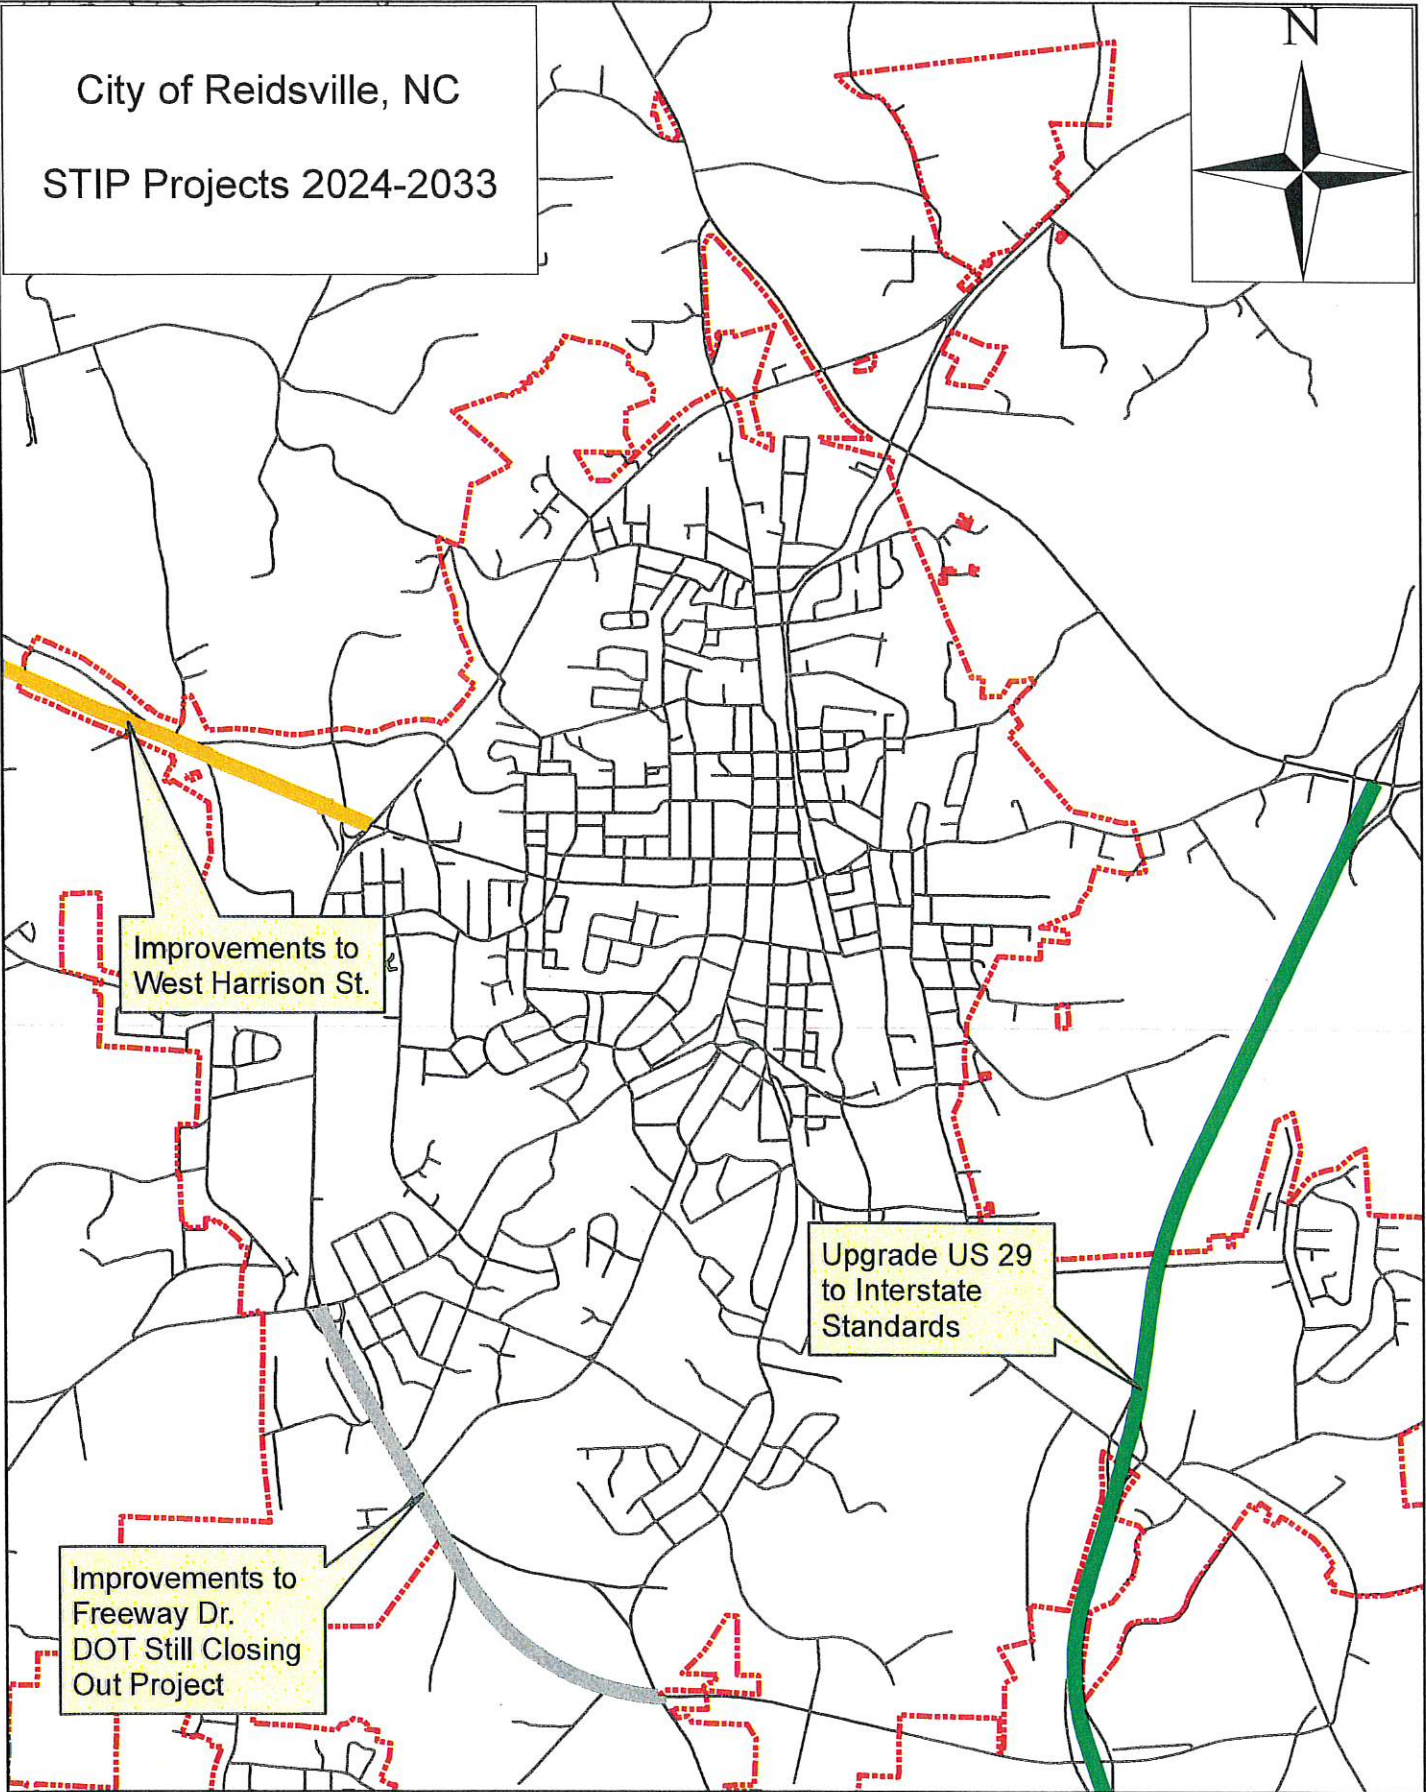 City of Reidsville, NC
STIP Projects 2024-2033
N
Improvements to
West Harrison St.
Upgrade US 29
to Interstate
Standards
Improvements to
Freeway Dr.
DOT Still Closing
Out Project